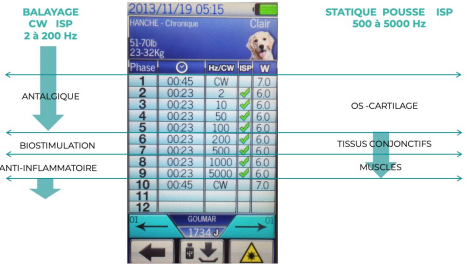 BALAYAGE
CW ISP
2 à 200 Hz
2013/11/19 05:15
HANCHE - Chronique
Clair
51-70lb
23-32Kg
STATIQUE POUSSE ISP
500 à 5000 Hz
Phase Hz/CW ISP W
1 00:45 CW 7.0
2 00:23 2 6.0
3 00:23 10 6.0
4 00:23 50 6.0
5 00:23 100 6.0
6 00:23 200 6.0
7 00:23 500 6.0
8 00:23 1000 6.0
9 00:23 5000 6.0
10 00:45 CW 7.0
11
12
ANTALGIQUE
BIOSTIMULATION
ANTI-INFLAMMATOIRE
OS -CARTILAGE
TISSUS CONJONCTIFS
MUSCLES
01 GOUMAR 01
1734 J